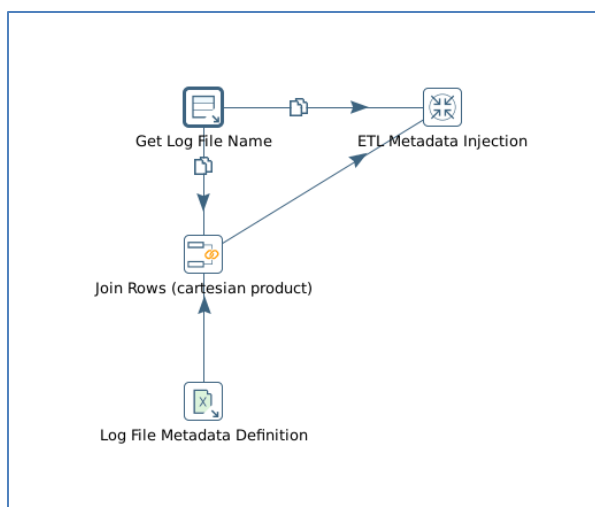 Get Log File Name
ETL Metadata Injection
Join Rows (cartesian product)
X
Log File Metadata Definition